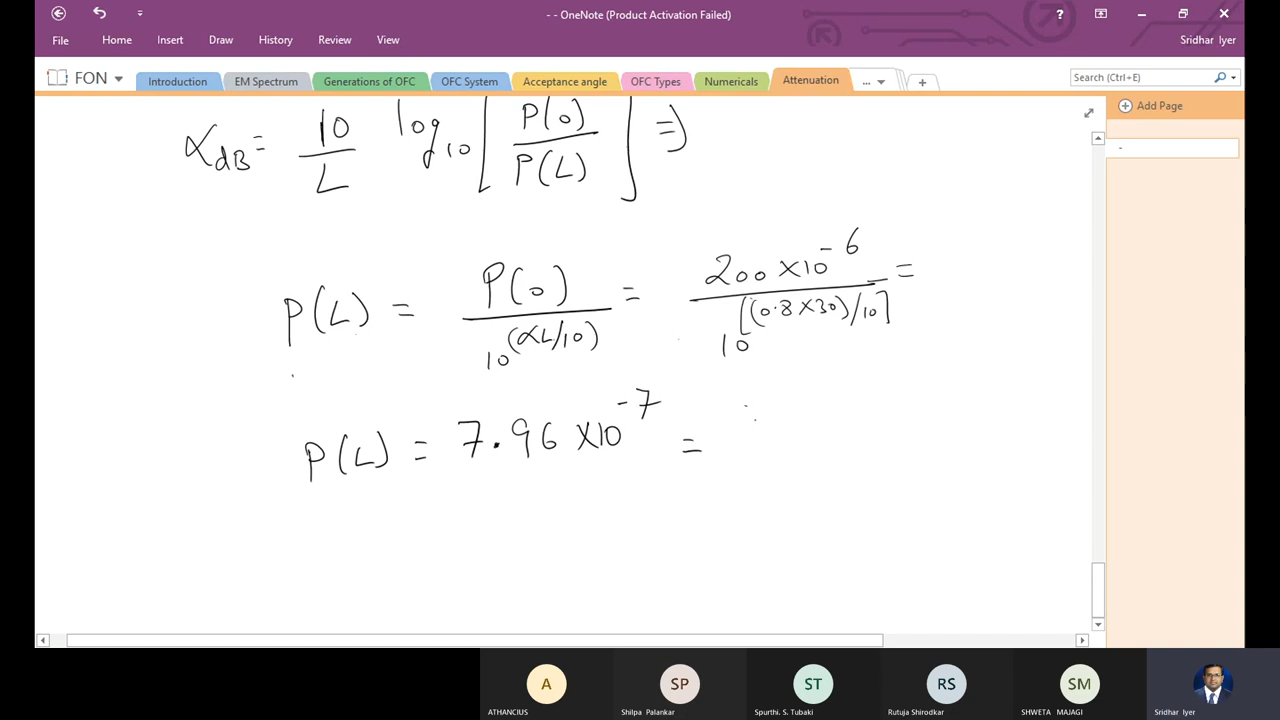 - - OneNote (Product Activation Failed)
?
File Home Insert Draw History Review View
Sridhar Iyer
FON
Introduction EM Spectrum Generations of OFC OFC System Acceptance angle OFC Types Numericals Attenuation ... +
Search (Ctrl+E)
Add Page
-
αdB = 10/L log10 [P(0)/P(L)] ⇒
P(L) = P(0)/10^(αL/10) = 200 × 10^-6/10^[(0.8 × 30)/10] =
P(L) = 7.96 × 10^-7 =
A SP ST RS SM
ATHANCIUS Shilpa Palankar Spurthi. S. Tubaki Rutuja Shirodkar SHWETA MAJAGI Sridhar Iyer